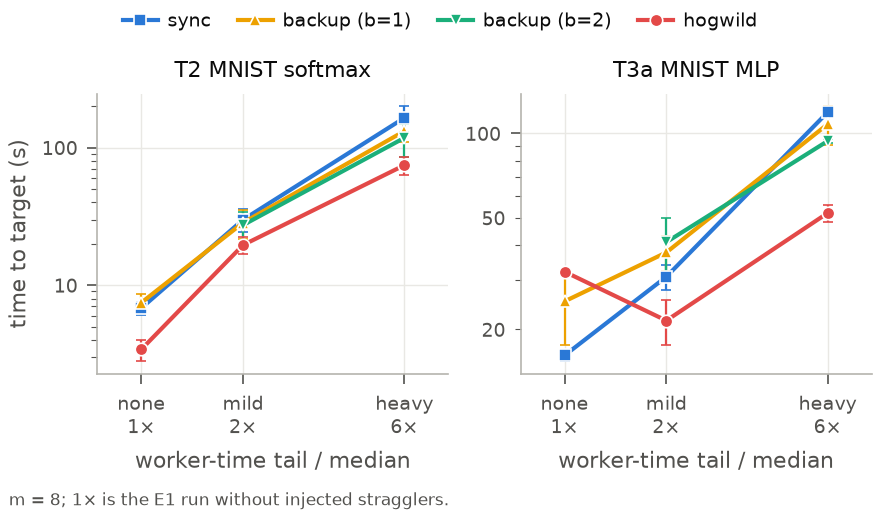 sync backup (b=1) backup (b=2) hogwild
T2 MNIST softmax
T3a MNIST MLP
time to target (s)
100
10
100
50
20
none mild heavy
1× 2× 6×
none mild heavy
1× 2× 6×
worker-time tail / median
worker-time tail / median
m = 8; 1× is the E1 run without injected stragglers.